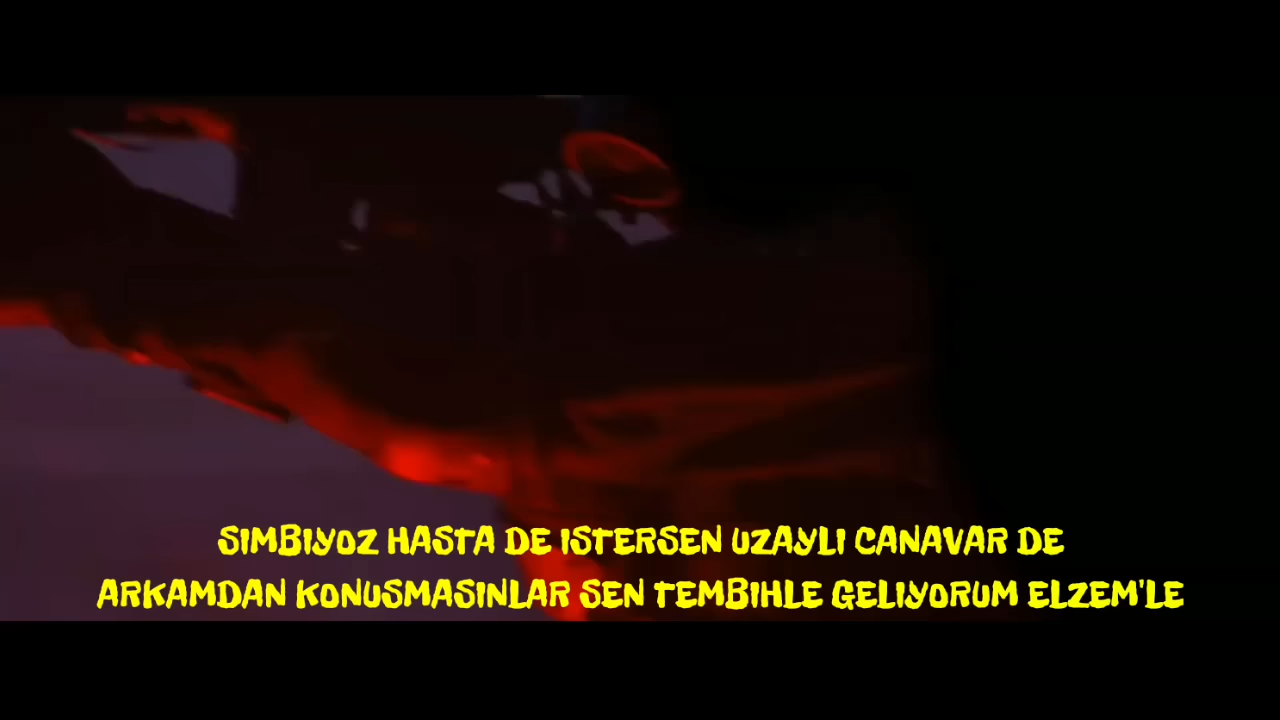 SIMBIYOZ HASTA DE ISTERSEN UZAYLI CANAVAR DE
ARKAMDAN KONUSMASINLAR SEN TEMBIHLE GELIYORUM ELZEM'LE